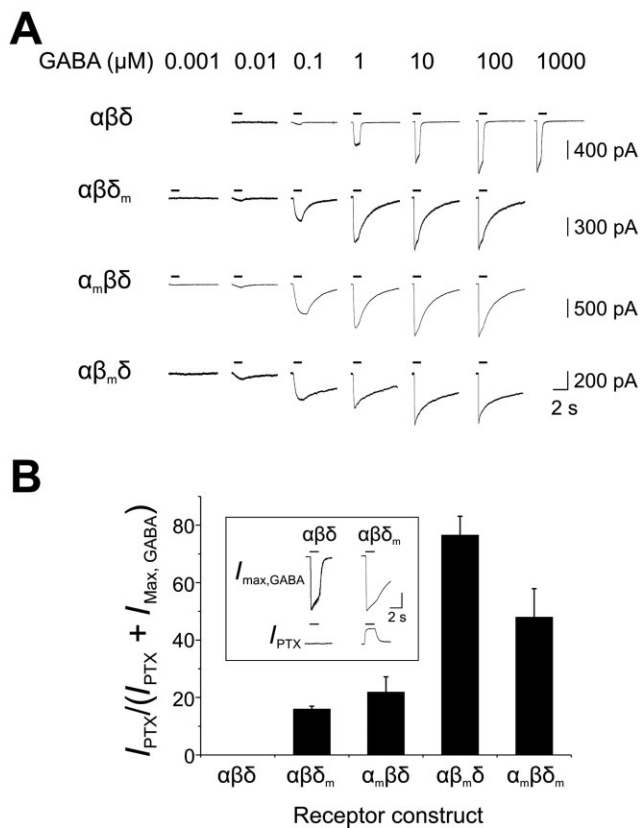 A
GABA (μM) 0.001 0.01 0.1 1 10 100 1000
αβδ
400 pA
αβδm
300 pA
αmβδ
500 pA
αβmδ
200 pA
2 s
B
IPTX/(IPTX + IMax, GABA)
80
60
40
20
0
αβδ αβδm
Imax,GABA
2 s
IPTX
αβδ αβδm αmβδ αβmδ αmβδm
Receptor construct